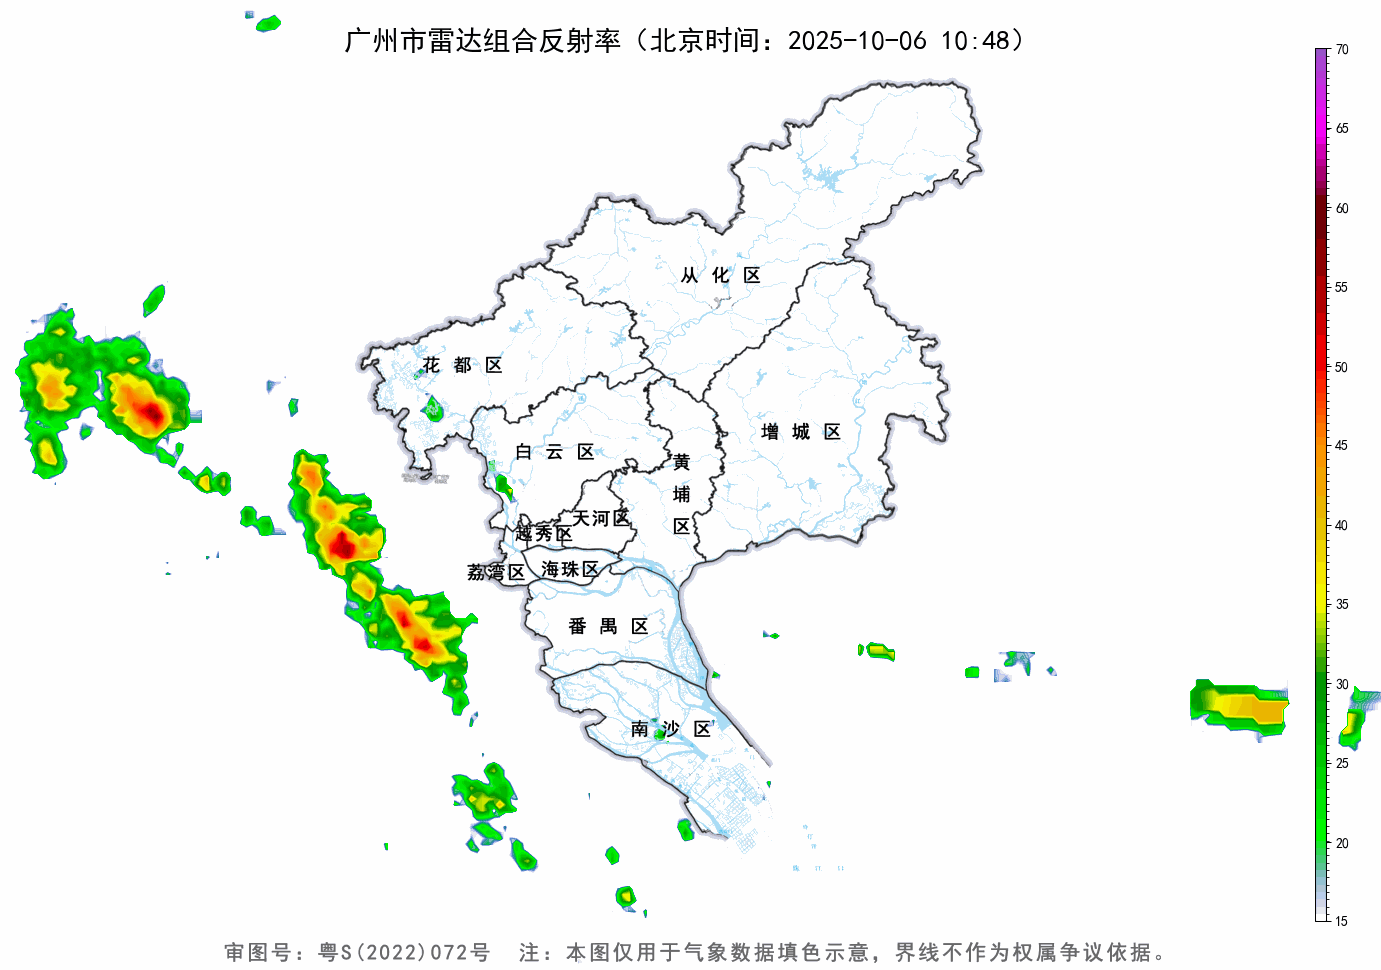 广州市雷达组合反射率（北京时间：2025-10-06 10:48）
70
65
60
55
50
45
40
35
30
25
20
15
从化区
花都区
增城区
白云区
黄埔区
天河区
越秀区
荔湾区
海珠区
番禺区
南沙区
审图号：粤S(2022)072号 注：本图仅用于气象数据填色示意，界线不作为权属争议依据。